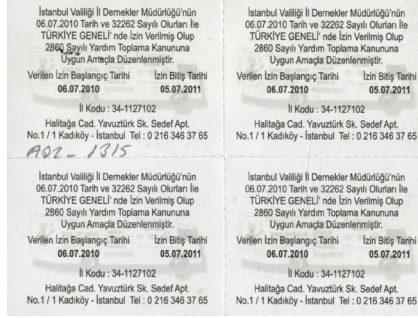 İstanbul Valiliği İl Dernekler Müdürlüğü'nün
06.07.2010 Tarih ve 32262 Sayılı Olurları İle
TÜRKİYE GENELİ' nde İzin Verilmiş Olup
2860 Sayılı Yardım Toplama Kanununa
Uygun Amaçla Düzenlenmiştir.
Verilen İzin Başlangıç Tarihi İzin Bitiş Tarihi
06.07.2010 05.07.2011
İl Kodu : 34-1127102
Halitağa Cad. Yavuztürk Sk. Sedef Apt.
No.1 / 1 Kadıköy - İstanbul Tel : 0 216 346 37 65
İstanbul Valiliği İl Dernekler Müdürlüğü'nün
06.07.2010 Tarih ve 32262 Sayılı Olurları İle
TÜRKİYE GENELİ' nde İzin Verilmiş Olup
2860 Sayılı Yardım Toplama Kanununa
Uygun Amaçla Düzenlenmiştir.
Verilen İzin Başlangıç Tarihi İzin Bitiş Tarihi
06.07.2010 05.07.2011
İl Kodu : 34-1127102
Halitağa Cad. Yavuztürk Sk. Sedef Apt.
No.1 / 1 Kadıköy - İstanbul Tel : 0 216 346 37 65
A02- 1315
İstanbul Valiliği İl Dernekler Müdürlüğü'nün
06.07.2010 Tarih ve 32262 Sayılı Olurları İle
TÜRKİYE GENELİ' nde İzin Verilmiş Olup
2860 Sayılı Yardım Toplama Kanununa
Uygun Amaçla Düzenlenmiştir.
Verilen İzin Başlangıç Tarihi İzin Bitiş Tarihi
06.07.2010 05.07.2011
İl Kodu : 34-1127102
Halitağa Cad. Yavuztürk Sk. Sedef Apt.
No.1 / 1 Kadıköy - İstanbul Tel : 0 216 346 37 65
İstanbul Valiliği İl Dernekler Müdürlüğü'nün
06.07.2010 Tarih ve 32262 Sayılı Olurları İle
TÜRKİYE GENELİ' nde İzin Verilmiş Olup
2860 Sayılı Yardım Toplama Kanununa
Uygun Amaçla Düzenlenmiştir.
Verilen İzin Başlangıç Tarihi İzin Bitiş Tarihi
06.07.2010 05.07.2011
İl Kodu : 34-1127102
Halitağa Cad. Yavuztürk Sk. Sedef Apt.
No.1 / 1 Kadıköy - İstanbul Tel : 0 216 346 37 65